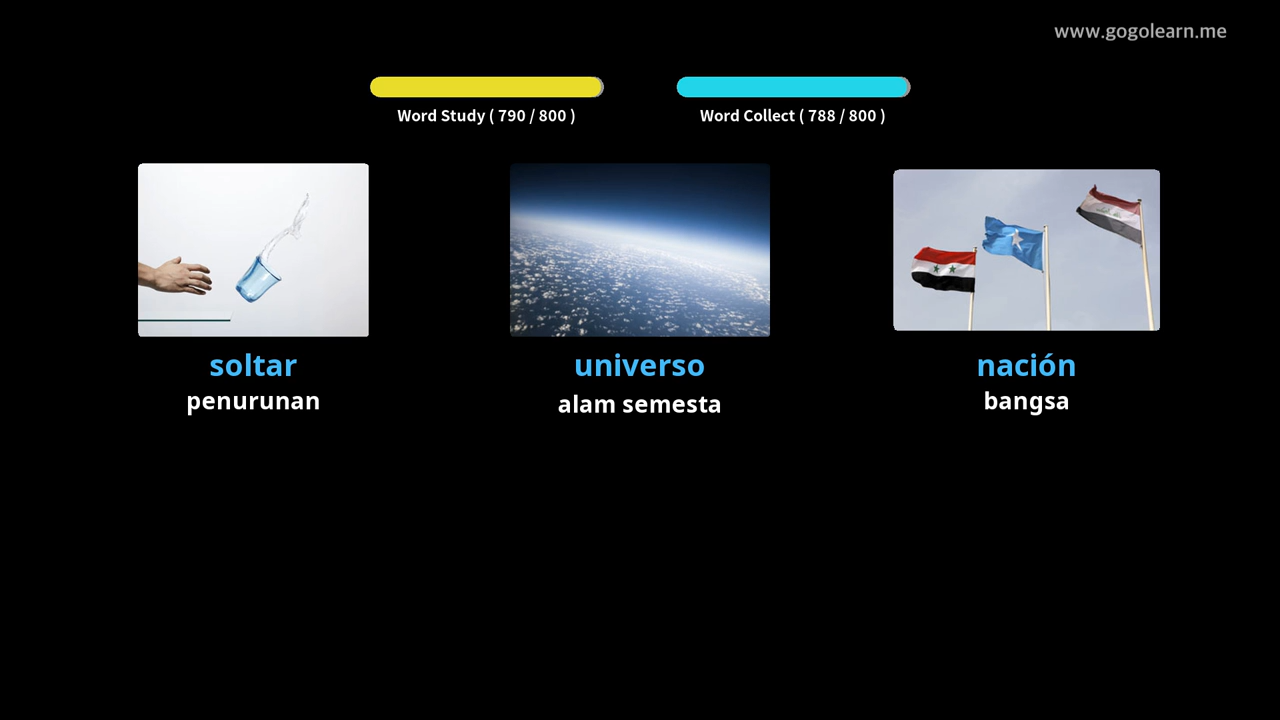 www.gogolearn.me
Word Study ( 790 / 800 )
Word Collect ( 788 / 800 )
soltar
penurunan
universo
alam semesta
nación
bangsa